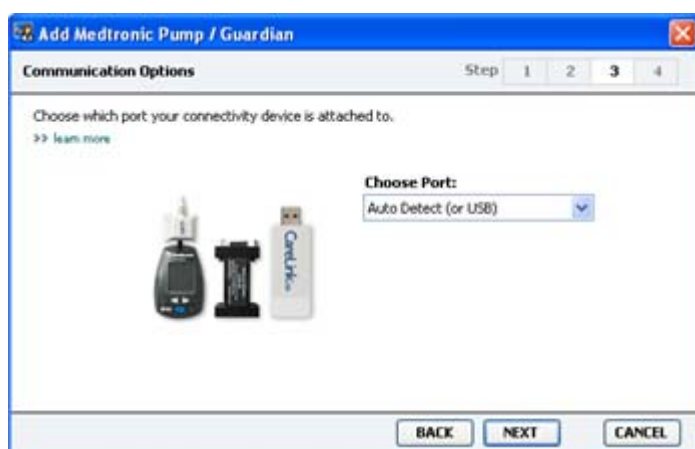 Add Medtronic Pump / Guardian
Communication Options
Step 1 2 3 4
Choose which port your connectivity device is attached to.
>> learn more
Choose Port:
Auto Detect (or USB)
CareLink
BACK NEXT CANCEL